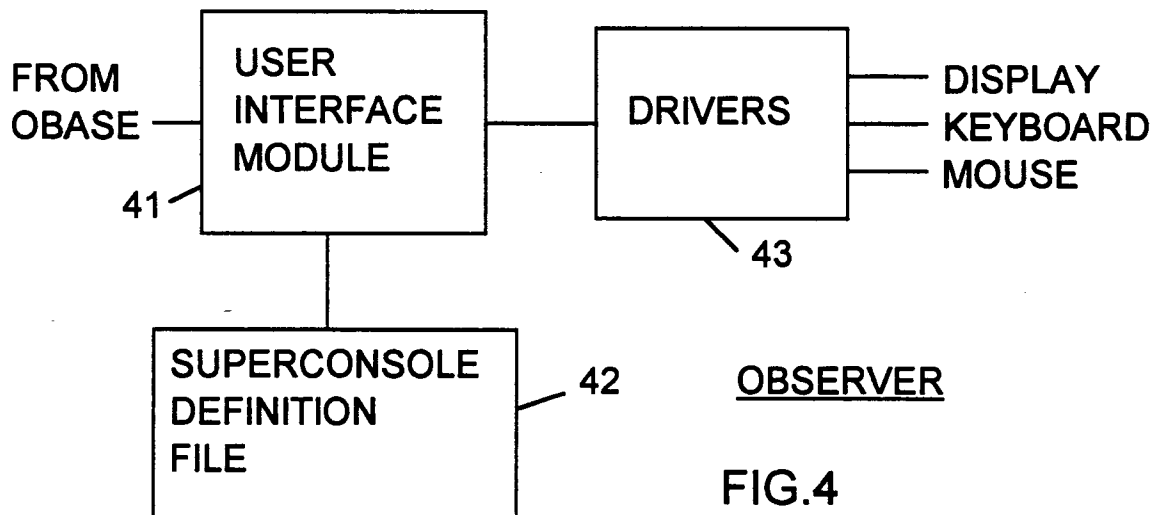 FROM
OBASE
USER
INTERFACE
MODULE
41
DRIVERS
43
DISPLAY
KEYBOARD
MOUSE
SUPERCONSOLE
DEFINITION
FILE
42
OBSERVER
FIG.4